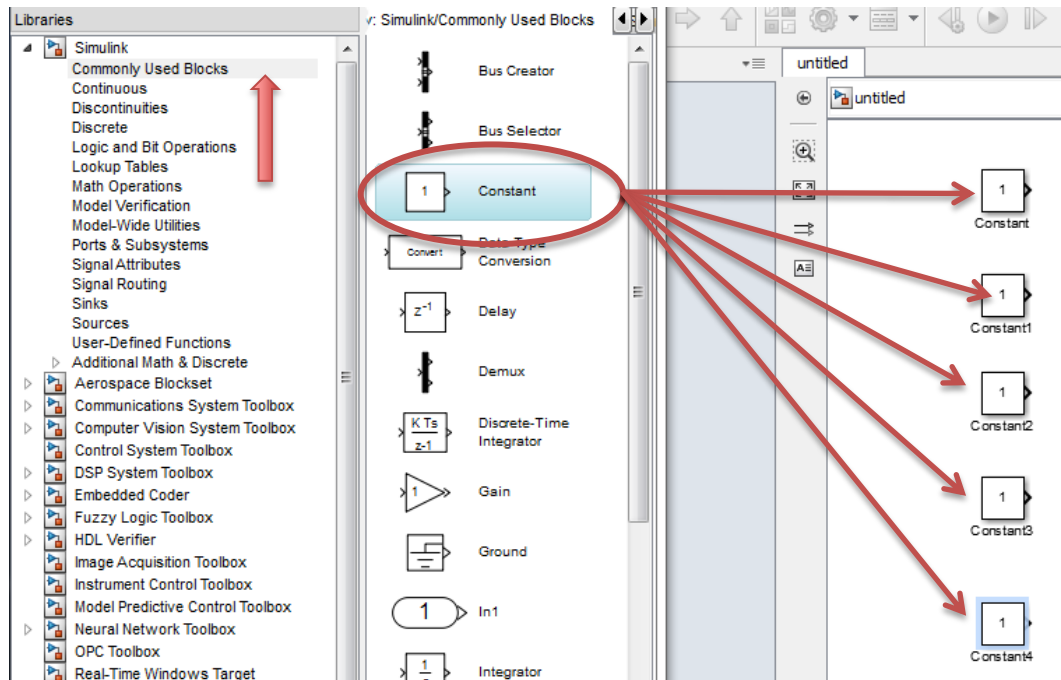 Libraries
Simulink
Commonly Used Blocks
Continuous
Discontinuities
Discrete
Logic and Bit Operations
Lookup Tables
Math Operations
Model Verification
Model-Wide Utilities
Ports & Subsystems
Signal Attributes
Signal Routing
Sinks
Sources
User-Defined Functions
Additional Math & Discrete
Aerospace Blockset
Communications System Toolbox
Computer Vision System Toolbox
Control System Toolbox
DSP System Toolbox
Embedded Coder
Fuzzy Logic Toolbox
HDL Verifier
Image Acquisition Toolbox
Instrument Control Toolbox
Model Predictive Control Toolbox
Neural Network Toolbox
OPC Toolbox
Real-Time Windows Target
v: Simulink/Commonly Used Blocks
Bus Creator
Bus Selector
1
Constant
Convert
Data Type
Conversion
z-1
Delay
Demux
K Ts
z-1
Discrete-Time
Integrator
1
Gain
Ground
1
In1
1
Integrator
untitled
untitled
A
1
Constant
1
Constant1
1
Constant2
1
Constant3
1
Constant4